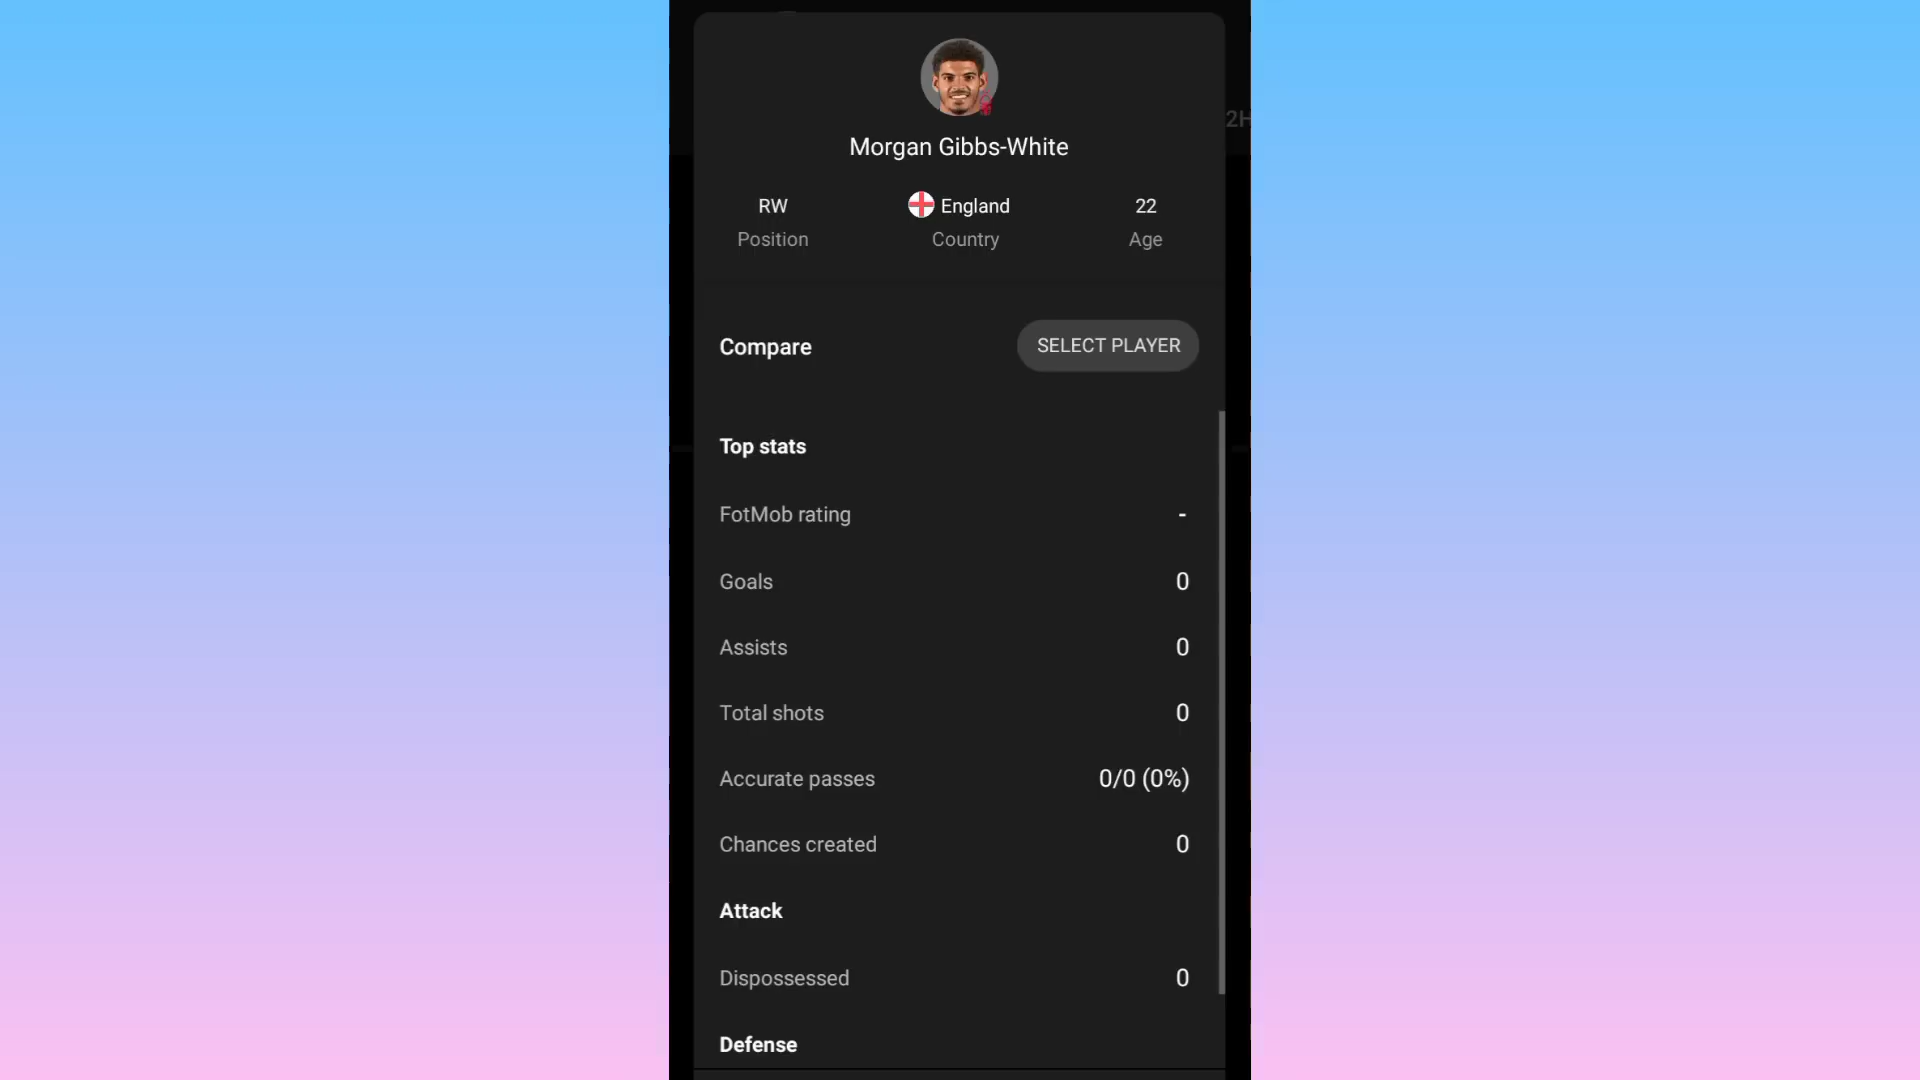 2H
Morgan Gibbs-White
RW England 22
Position Country Age
Compare SELECT PLAYER
Top stats
FotMob rating -
Goals 0
Assists 0
Total shots 0
Accurate passes 0/0 (0%)
Chances created 0
Attack
Dispossessed 0
Defense